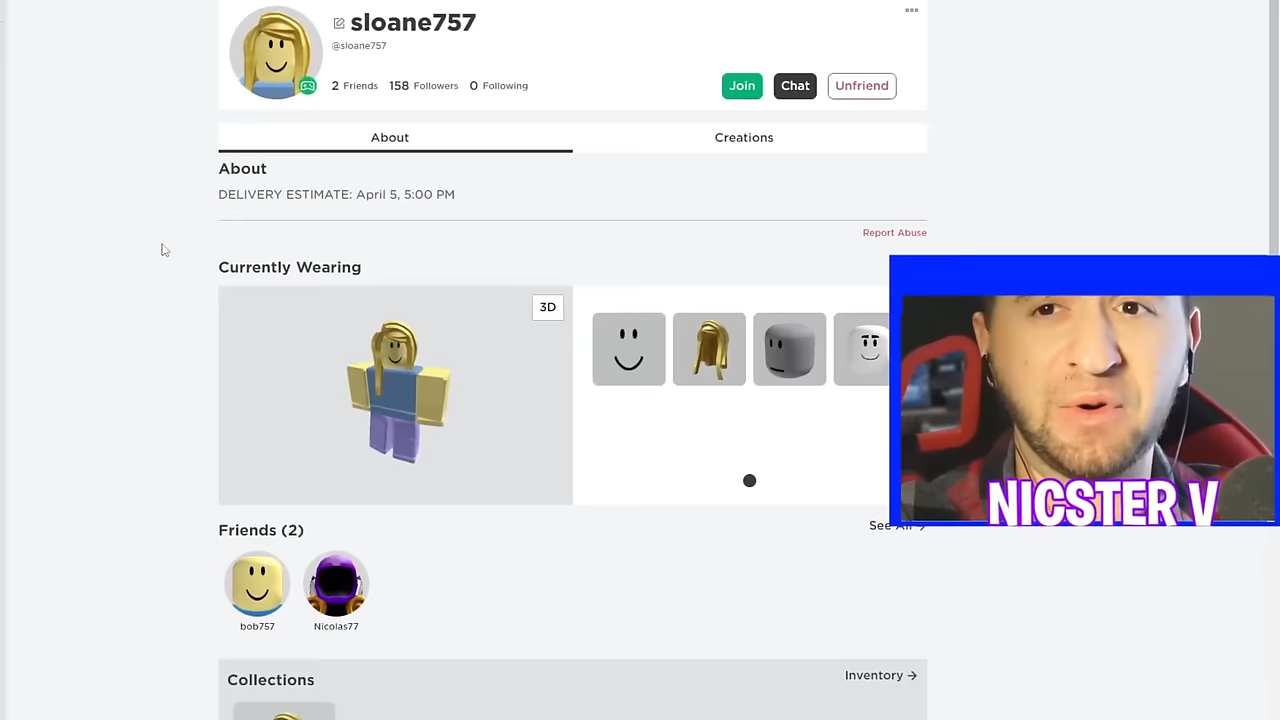 sloane757
@sloane757
2 Friends 158 Followers 0 Following
Join Chat Unfriend
About Creations
About
DELIVERY ESTIMATE: April 5, 5:00 PM
Report Abuse
Currently Wearing
3D
NICSTER V
Friends (2)
See All →
bob757 Nicolas77
Collections
Inventory →